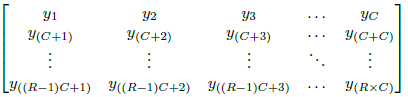 y_1 y_2 y_3 ⋯ y_C
y_(C+1) y_(C+2) y_(C+3) ⋯ y_(C+C)
⋮ ⋮ ⋮ ⋱ ⋮
y_((R−1)C+1) y_((R−1)C+2) y_((R−1)C+3) ⋯ y_(R×C)